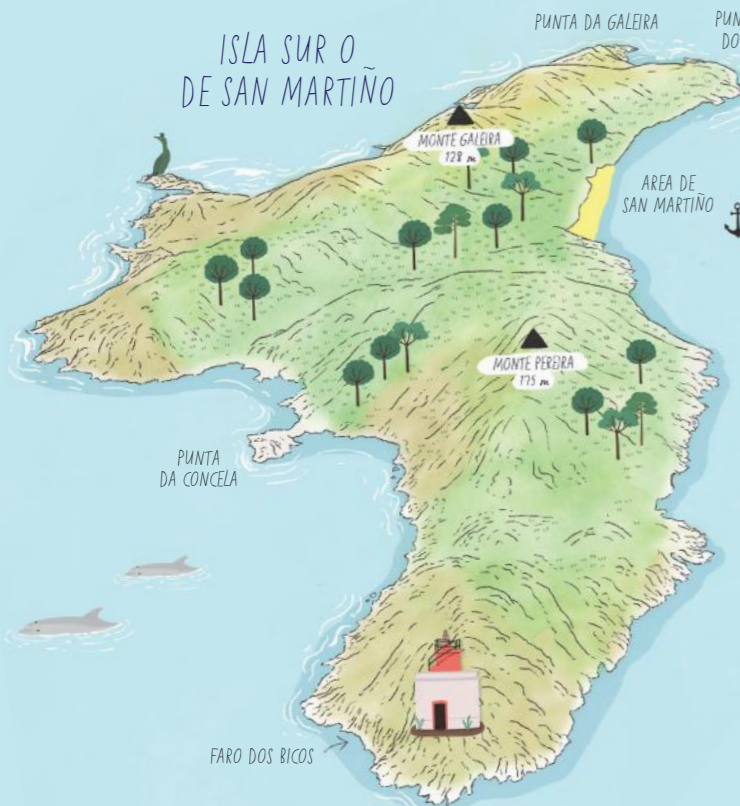 PUNTA DA GALEIRA
ISLA SUR O
DE SAN MARTIÑO
MONTE GALEIRA
128 m
AREA DE
SAN MARTIÑO
MONTE PEREIRA
175 m
PUNTA
DA CONCELA
FARO DOS BICOS